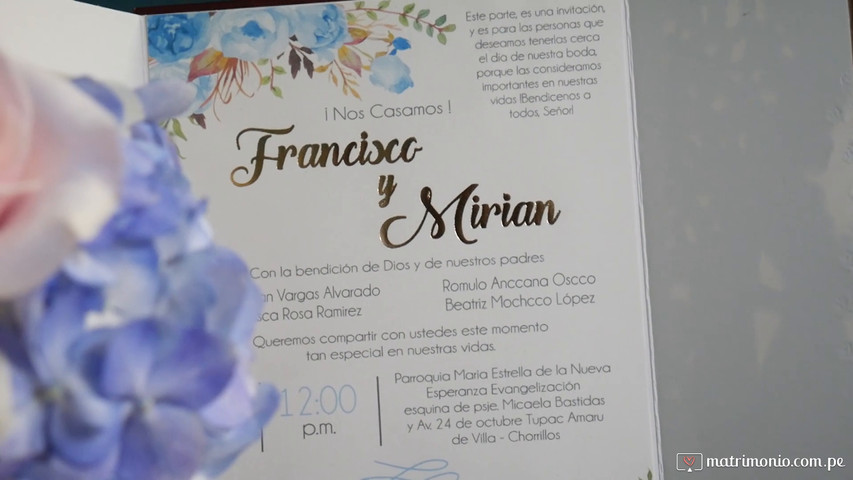 Este parte, es una invitación,
y es para las personas que
deseamos tenerlas cerca
el dia de nuestra boda,
porque las consideramos
importantes en nuestras
vidas !Bendicenos a
todos, Señor!
¡ Nos Casamos !
Francisco
y
Mirian
Con la bendición de Dios y de nuestros padres
Vargas Alvarado
Rosa Ramirez
Romulo Anccana Oscco
Beatriz Mochcco López
Queremos compartir con ustedes este momento
tan especial en nuestras vidas.
12:00
p.m.
Parroquia Maria Estrella de la Nueva
Esperanza Evangelización
esquina de psje. Micaela Bastidas
y Av. 24 de octubre Tupac Amaru
de Villa - Chorrillos
matrimonio.com.pe